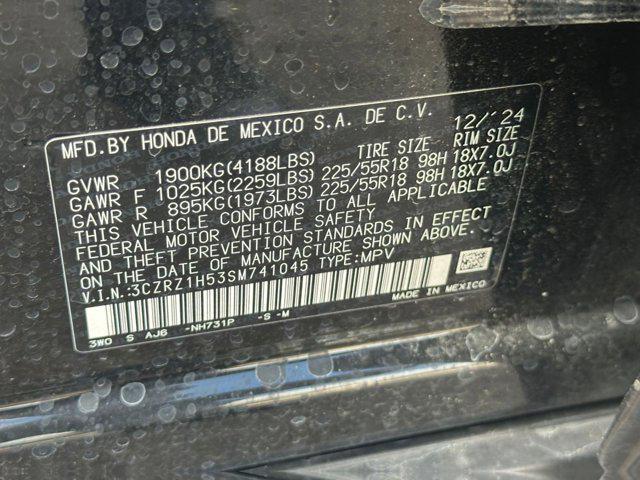 MFD.BY HONDA DE MEXICO S.A. DE C.V. 12/'24
TIRE SIZE RIM SIZE
GVWR 1900KG(4188LBS)
GAWR F 1025KG(2259LBS) 225/55R18 98H 18X7.0J
GAWR R 895KG(1973LBS) 225/55R18 98H 18X7.0J
THIS VEHICLE CONFORMS TO ALL APPLICABLE
FEDERAL MOTOR VEHICLE SAFETY
AND THEFT PREVENTION STANDARDS IN EFFECT
ON THE DATE OF MANUFACTURE SHOWN ABOVE.
V.I.N.:3CZRZ1H53SM741045 TYPE:MPV
3WO S AJ6 -NH731P -S -M MADE IN MEXICO